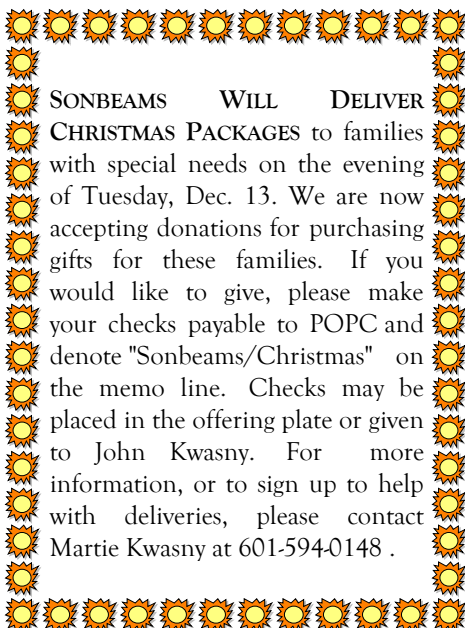 SONBEAMS WILL DELIVER
CHRISTMAS PACKAGES to families
with special needs on the evening
of Tuesday, Dec. 13. We are now
accepting donations for purchasing
gifts for these families. If you
would like to give, please make
your checks payable to POPC and
denote "Sonbeams/Christmas" on
the memo line. Checks may be
placed in the offering plate or given
to John Kwasny. For more
information, or to sign up to help
with deliveries, please contact
Martie Kwasny at 601-594-0148 .